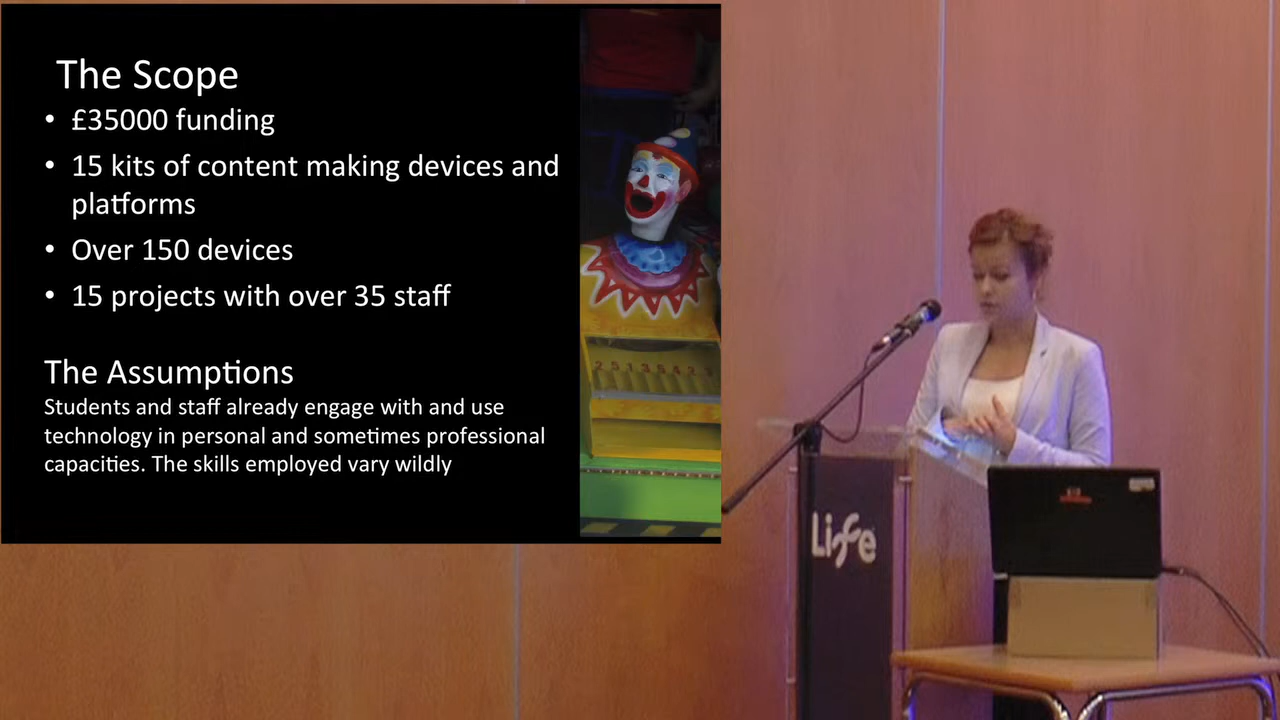 The Scope
• £35000 funding
• 15 kits of content making devices and
platforms
• Over 150 devices
• 15 projects with over 35 staff
The Assumptions
Students and staff already engage with and use
technology in personal and sometimes professional
capacities. The skills employed vary wildly
Life